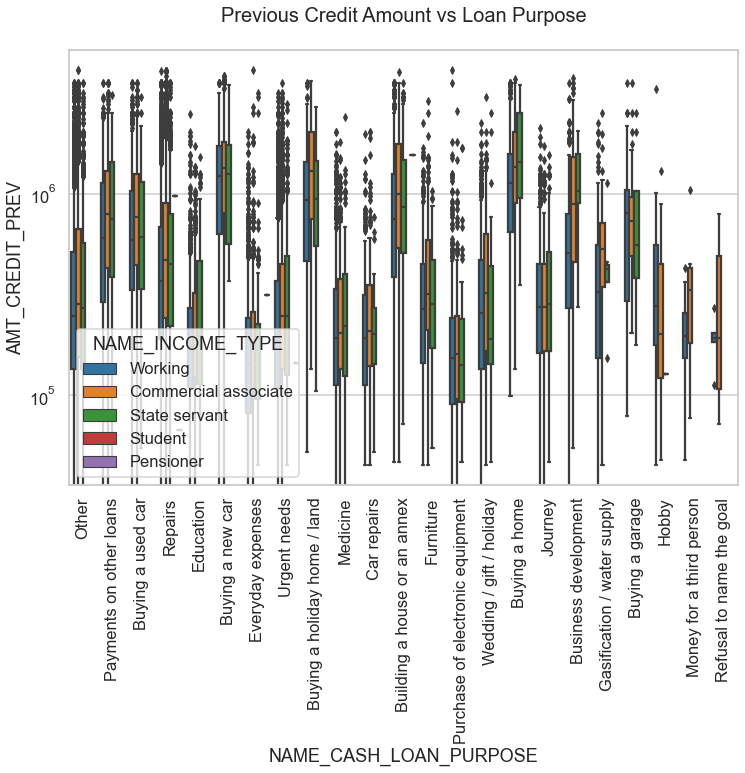 Previous Credit Amount vs Loan Purpose
AMT_CREDIT_PREV
10^6
10^5
NAME_INCOME_TYPE
Working
Commercial associate
State servant
Student
Pensioner
Other
Payments on other loans
Buying a used car
Repairs
Education
Buying a new car
Everyday expenses
Urgent needs
Buying a holiday home / land
Medicine
Car repairs
Building a house or an annex
Furniture
Purchase of electronic equipment
Wedding / gift / holiday
Buying a home
Journey
Business development
Gasification / water supply
Buying a garage
Hobby
Money for a third person
Refusal to name the goal
NAME_CASH_LOAN_PURPOSE